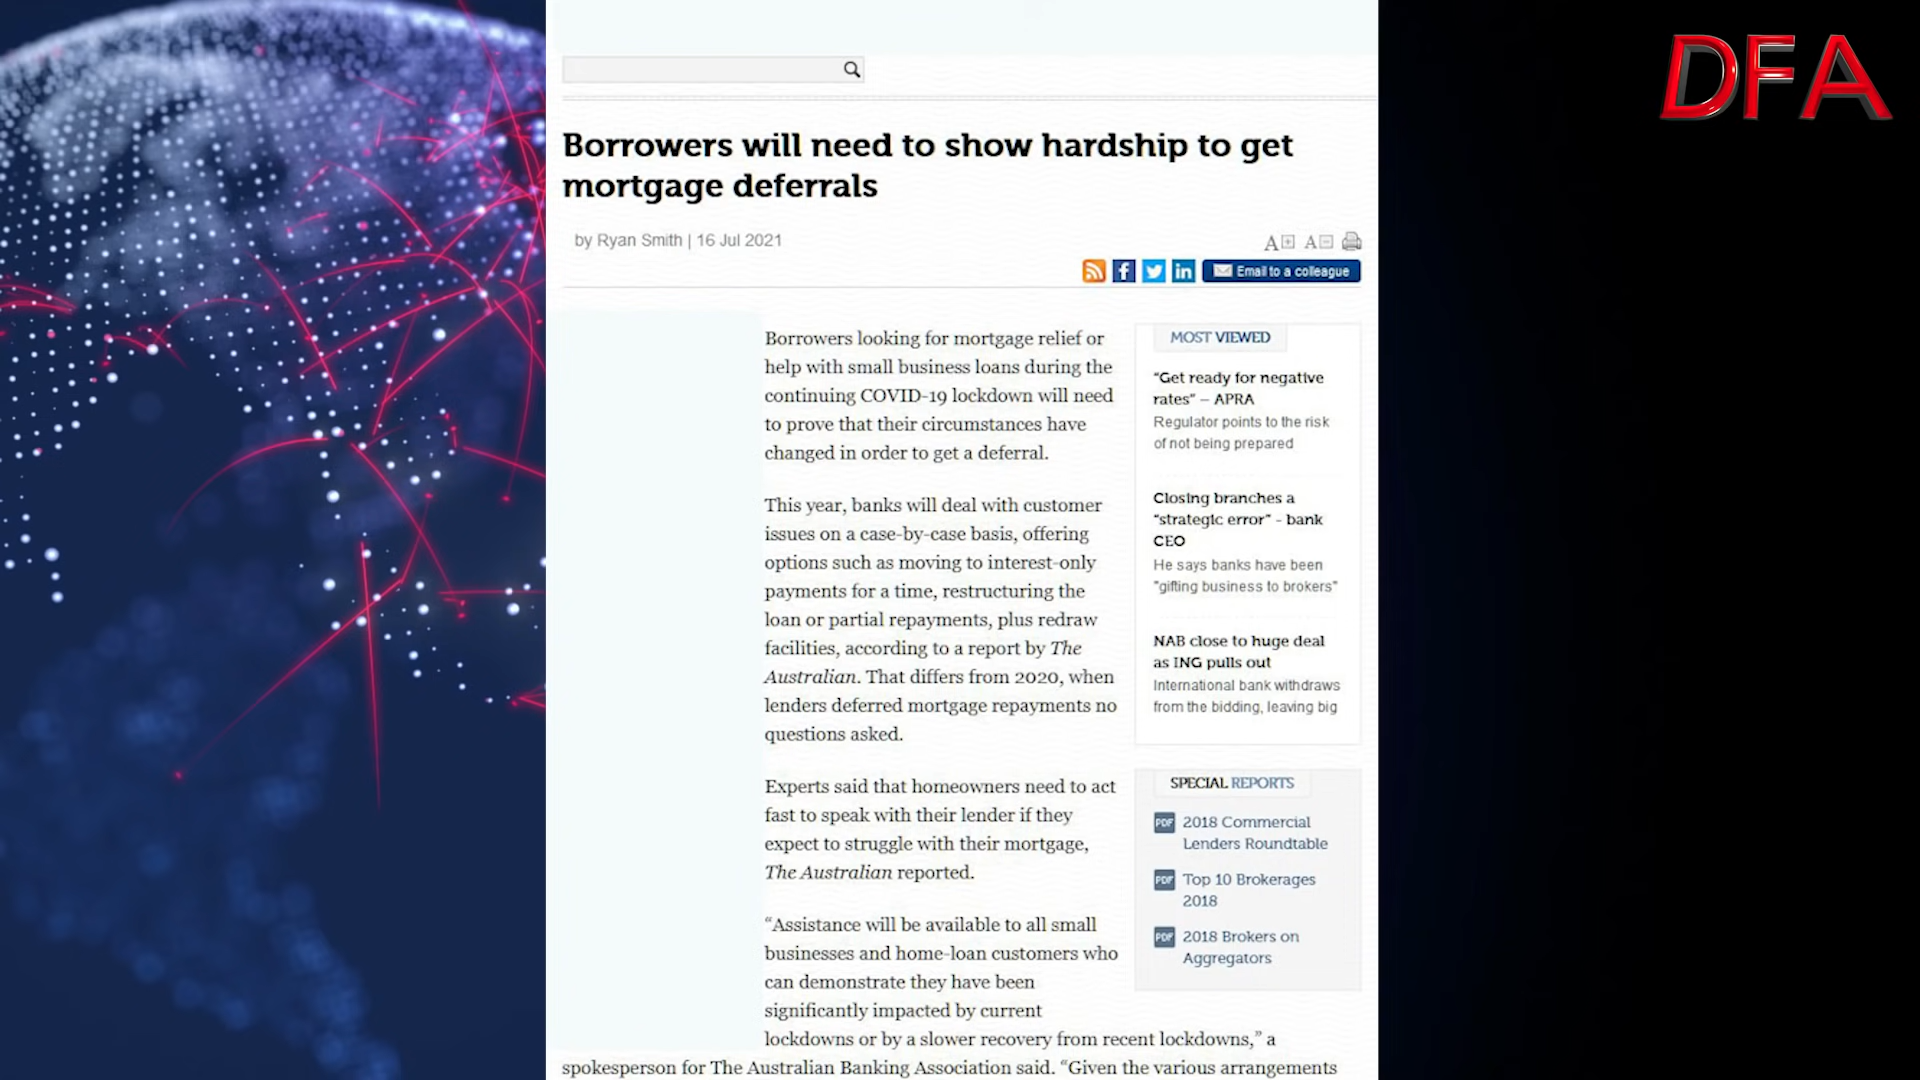 DFA
Borrowers will need to show hardship to get
mortgage deferrals
by Ryan Smith | 16 Jul 2021
A A
Email to a colleague
Borrowers looking for mortgage relief or
help with small business loans during the
continuing COVID-19 lockdown will need
to prove that their circumstances have
changed in order to get a deferral.
This year, banks will deal with customer
issues on a case-by-case basis, offering
options such as moving to interest-only
payments for a time, restructuring the
loan or partial repayments, plus redraw
facilities, according to a report by The
Australian. That differs from 2020, when
lenders deferred mortgage repayments no
questions asked.
Experts said that homeowners need to act
fast to speak with their lender if they
expect to struggle with their mortgage,
The Australian reported.
“Assistance will be available to all small
businesses and home-loan customers who
can demonstrate they have been
significantly impacted by current
lockdowns or by a slower recovery from recent lockdowns,” a
spokesperson for The Australian Banking Association said. “Given the various arrangements
MOST VIEWED
“Get ready for negative
rates” – APRA
Regulator points to the risk
of not being prepared
Closing branches a
“strategic error” - bank
CEO
He says banks have been
"gifting business to brokers"
NAB close to huge deal
as ING pulls out
International bank withdraws
from the bidding, leaving big
SPECIAL REPORTS
PDF 2018 Commercial
Lenders Roundtable
PDF Top 10 Brokerages
2018
PDF 2018 Brokers on
Aggregators